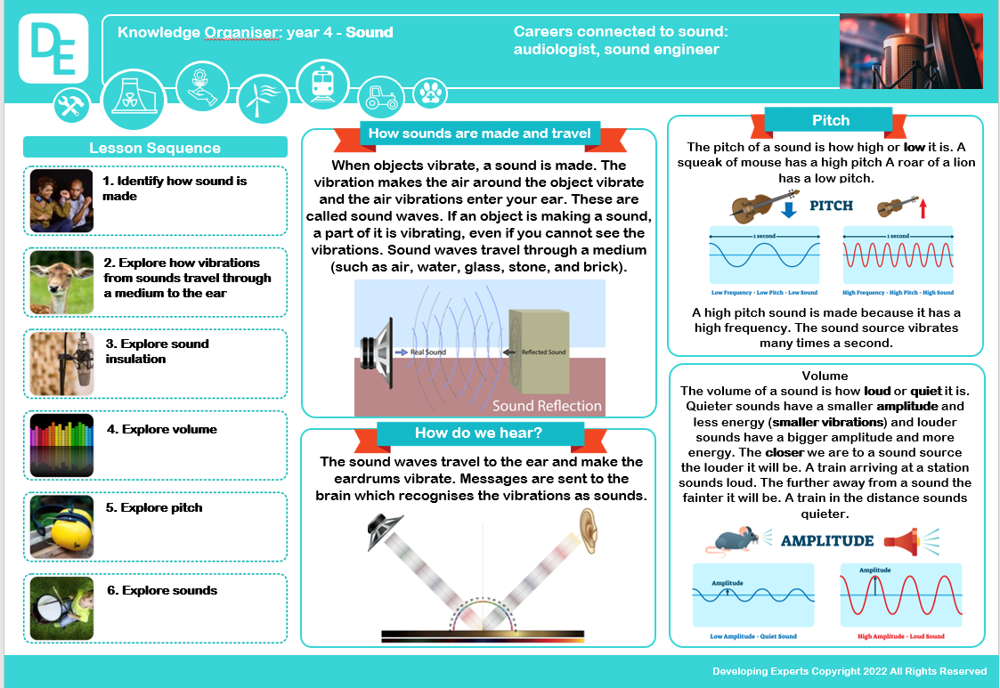 DE
Knowledge Organiser: year 4 - Sound
Careers connected to sound:
audiologist, sound engineer
Lesson Sequence
1. Identify how sound is
made
2. Explore how vibrations
from sounds travel through
a medium to the ear
3. Explore sound
insulation
4. Explore volume
5. Explore pitch
6. Explore sounds
How sounds are made and travel
When objects vibrate, a sound is made. The
vibration makes the air around the object vibrate
and the air vibrations enter your ear. These are
called sound waves. If an object is making a sound,
a part of it is vibrating, even if you cannot see the
vibrations. Sound waves travel through a medium
(such as air, water, glass, stone, and brick).
Real Sound
Reflected Sound
Sound Reflection
How do we hear?
The sound waves travel to the ear and make the
eardrums vibrate. Messages are sent to the
brain which recognises the vibrations as sounds.
Pitch
The pitch of a sound is how high or low it is. A
squeak of mouse has a high pitch A roar of a lion
has a low pitch.
PITCH
1 second
1 second
Low Frequency - Low Pitch - Low Sound
High Frequency - High Pitch - High Sound
A high pitch sound is made because it has a
high frequency. The sound source vibrates
many times a second.
Volume
The volume of a sound is how loud or quiet it is.
Quieter sounds have a smaller amplitude and
less energy (smaller vibrations) and louder
sounds have a bigger amplitude and more
energy. The closer we are to a sound source
the louder it will be. A train arriving at a station
sounds loud. The further away from a sound the
fainter it will be. A train in the distance sounds
quieter.
AMPLITUDE
Amplitude
Amplitude
Low Amplitude - Quiet Sound
High Amplitude - Loud Sound
Developing Experts Copyright 2022 All Rights Reserved